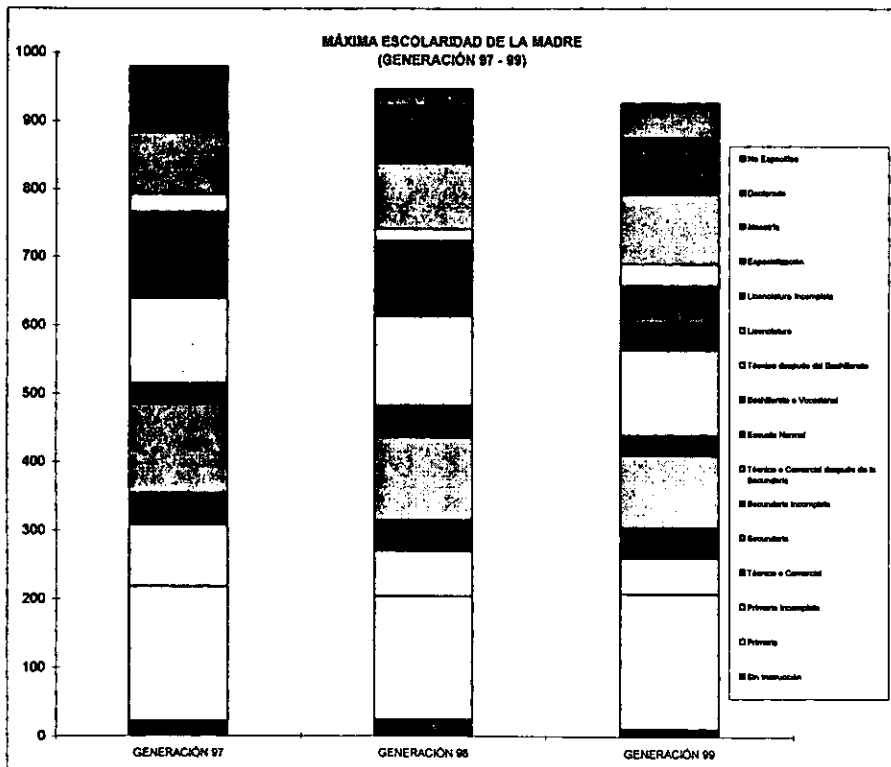 MÁXIMA ESCOLARIDAD DE LA MADRE
(GENERACIÓN 97 - 99)
1000
900
800
700
600
500
400
300
200
100
0
GENERACIÓN 97
GENERACIÓN 98
GENERACIÓN 99
No Especifica
Doctorado
Maestría
Especialización
Licenciatura Incompleta
Licenciatura
Técnico después del Bachillerato
Bachillerato o Vocacional
Escuela Normal
Técnica o Comercial después de la
Secundaria
Secundaria Incompleta
Secundaria
Técnica o Comercial
Primaria Incompleta
Primaria
Sin Instrucción